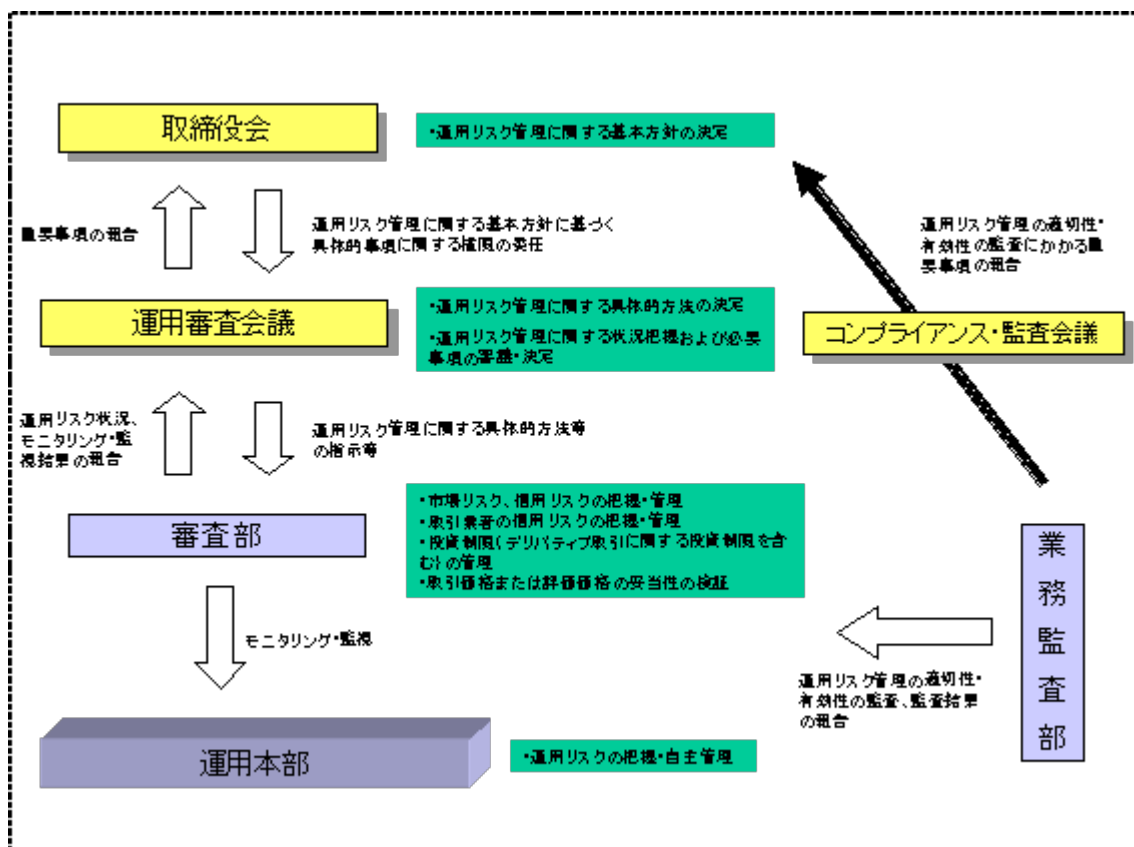 取締役会
・運用リスク管理に関する基本方針の決定
重要事項の報告
運用リスク管理に関する基本方針に基づく
具体的事項に関する権限の委任
運用リスク管理の適切性・
有効性の監査にかかる重
要事項の報告
運用審査会議
・運用リスク管理に関する具体的方法の決定
・運用リスク管理に関する状況把握および必要
事項の審議・決定
コンプライアンス・監査会議
運用リスク状況、
モニタリング・監
視結果の報告
運用リスク管理に関する具体的方法等
の指示等
審査部
・市場リスク、信用リスクの把握・管理
・取引業者の信用リスクの把握・管理
・投資制限(デリバティブ取引に関する投資制限を含
む)の管理
・取引価格または評価価格の妥当性の検証
業務監査部
モニタリング・監視
運用リスク管理の適切性・
有効性の監査、監査結果
の報告
運用本部
・運用リスクの把握・自主管理